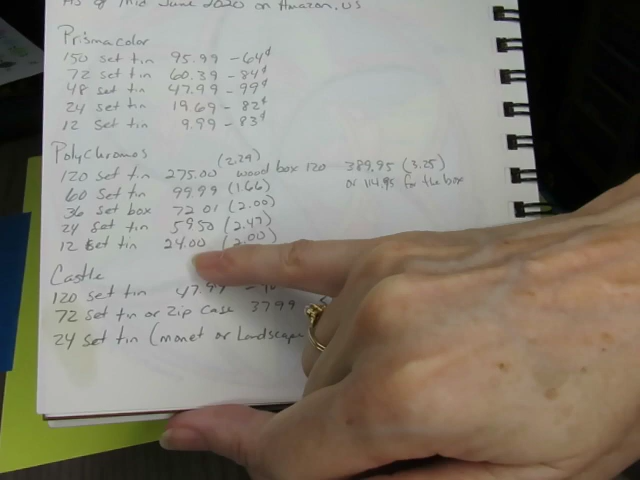 As of mid June 2020 on Amazon, US
Prismacolor
150 set tin 95.99 - 64¢
72 set tin 60.39 - 84¢
48 set tin 47.99 - 99¢
24 set tin 19.69 - 82¢
12 set tin 9.99 - 83¢
Polychromos
(2.29)
120 set tin 275.00 wood box 120 389.95 (3.25)
60 set tin 99.99 (1.66) or 114.95 for the box
36 set box 72 01 (2.00)
24 set tin 59 50 (2.47)
12 set tin 24.00 (2.00)
Castle
120 set tin 47.99
72 set tin or Zip Case 37 99
24 set tin (monet or Landscape